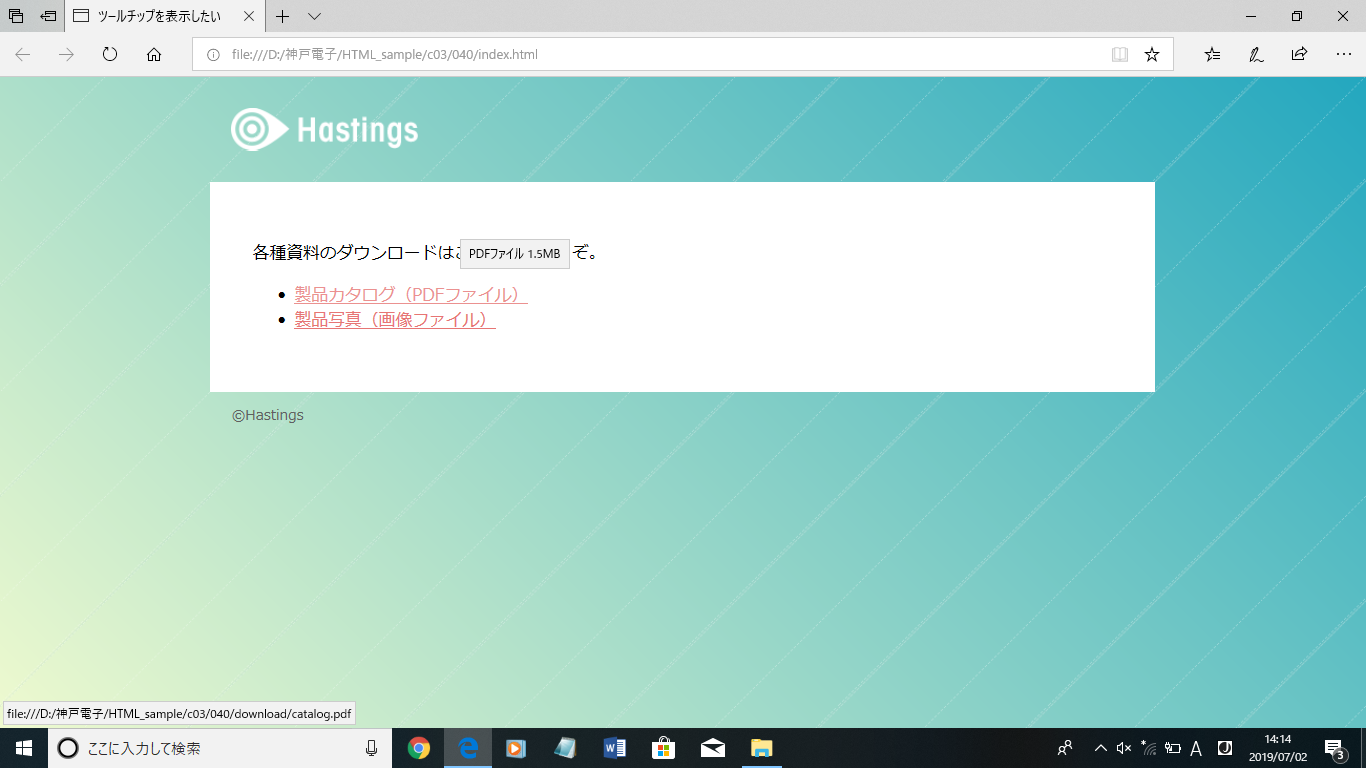 ツールチップを表示したい
file:///D:/神戸電子/HTML_sample/c03/040/index.html
Hastings
各種資料のダウンロードは
PDFファイル 1.5MB
ぞ。
製品カタログ（PDFファイル）
製品写真（画像ファイル）
©Hastings
file:///D:/神戸電子/HTML_sample/c03/040/download/catalog.pdf
ここに入力して検索
A
14:14
2019/07/02
3